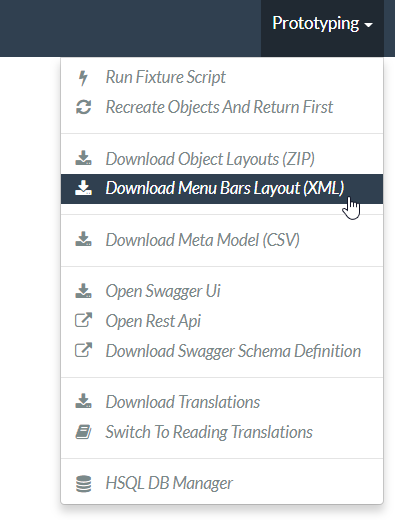 Prototyping
Run Fixture Script
Recreate Objects And Return First
Download Object Layouts (ZIP)
Download Menu Bars Layout (XML)
Download Meta Model (CSV)
Open Swagger Ui
Open Rest Api
Download Swagger Schema Definition
Download Translations
Switch To Reading Translations
HSQL DB Manager